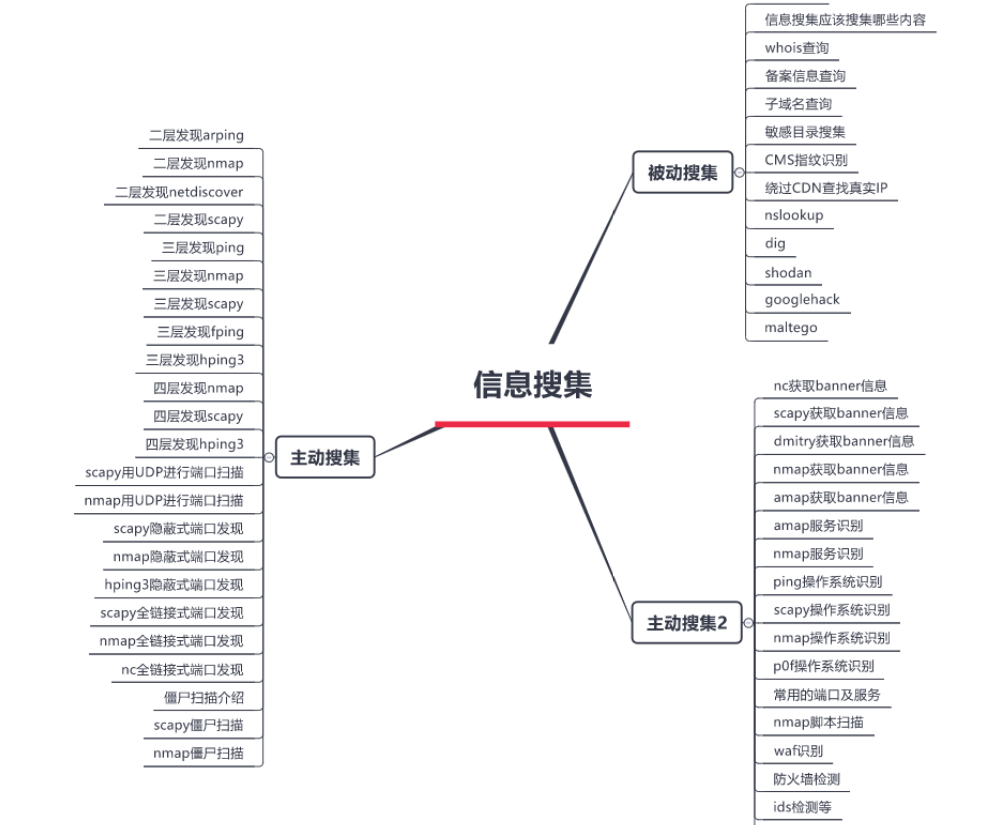 信息搜集
被动搜集
信息搜集应该搜集哪些内容
whois查询
备案信息查询
子域名查询
敏感目录搜集
CMS指纹识别
绕过CDN查找真实IP
nslookup
dig
shodan
googlehack
maltego
主动搜集2
nc获取banner信息
scapy获取banner信息
dmitry获取banner信息
nmap获取banner信息
amap获取banner信息
amap服务识别
nmap服务识别
ping操作系统识别
scapy操作系统识别
nmap操作系统识别
p0f操作系统识别
常用的端口及服务
nmap脚本扫描
waf识别
防火墙检测
ids检测等
主动搜集
二层发现arping
二层发现nmap
二层发现netdiscover
二层发现scapy
三层发现ping
三层发现nmap
三层发现scapy
三层发现fping
三层发现hping3
四层发现nmap
四层发现scapy
四层发现hping3
scapy用UDP进行端口扫描
nmap用UDP进行端口扫描
scapy隐蔽式端口发现
nmap隐蔽式端口发现
hping3隐蔽式端口发现
scapy全链接式端口发现
nmap全链接式端口发现
nc全链接式端口发现
僵尸扫描介绍
scapy僵尸扫描
nmap僵尸扫描